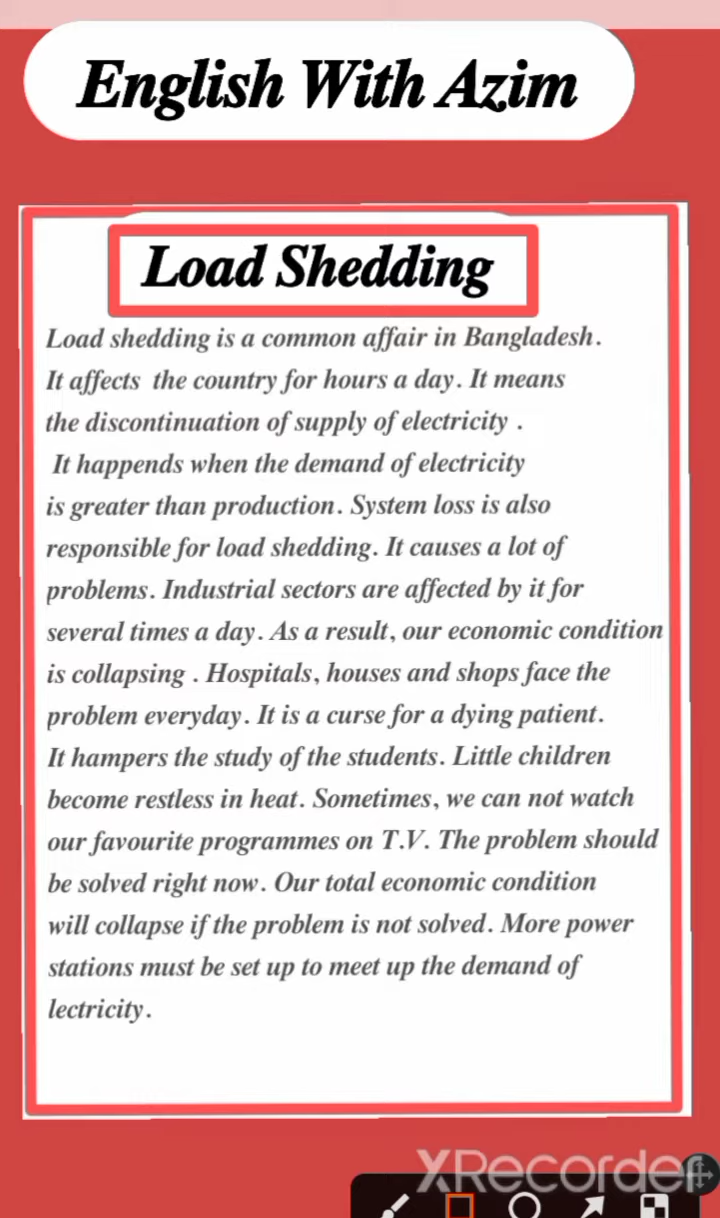 English With Azim
Load Shedding
Load shedding is a common affair in Bangladesh.
It affects the country for hours a day. It means
the discontinuation of supply of electricity .
It happends when the demand of electricity
is greater than production. System loss is also
responsible for load shedding. It causes a lot of
problems. Industrial sectors are affected by it for
several times a day. As a result, our economic condition
is collapsing . Hospitals, houses and shops face the
problem everyday. It is a curse for a dying patient.
It hampers the study of the students. Little children
become restless in heat. Sometimes, we can not watch
our favourite programmes on T.V. The problem should
be solved right now. Our total economic condition
will collapse if the problem is not solved. More power
stations must be set up to meet up the demand of
lectricity.
XRecorder